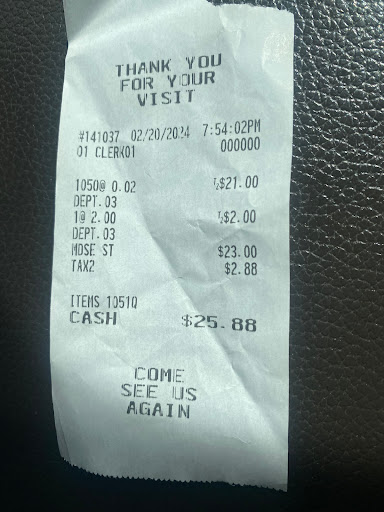 THANK YOU
FOR YOUR
VISIT
#141037 02/20/2024 7:54:02PM
01 CLERK01 000000
1050@ 0.02 $21.00
DEPT.03
1@ 2.00 $2.00
DEPT.03
MDSE ST $23.00
TAX2 $2.88
ITEMS 1051Q
CASH $25.88
COME
SEE US
AGAIN